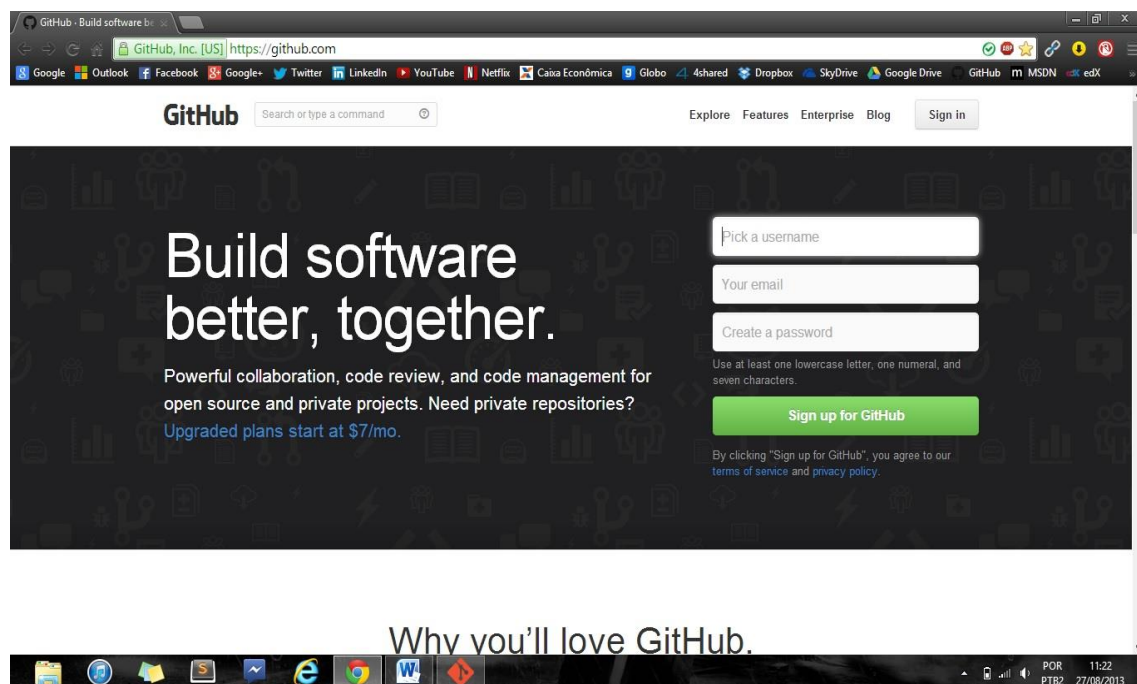 GitHub · Build software be
GitHub, Inc. [US] https://github.com
Google Outlook Facebook Google+ Twitter LinkedIn YouTube Netflix Caixa Econômica Globo 4shared Dropbox SkyDrive Google Drive GitHub MSDN edX
GitHub Search or type a command Explore Features Enterprise Blog Sign in
Build software
better, together.
Powerful collaboration, code review, and code management for
open source and private projects. Need private repositories?
Upgraded plans start at $7/mo.
Pick a username
Your email
Create a password
Use at least one lowercase letter, one numeral, and
seven characters.
Sign up for GitHub
By clicking "Sign up for GitHub", you agree to our
terms of service and privacy policy.
Why you'll love GitHub.
POR 11:22
PTB2 27/08/2013